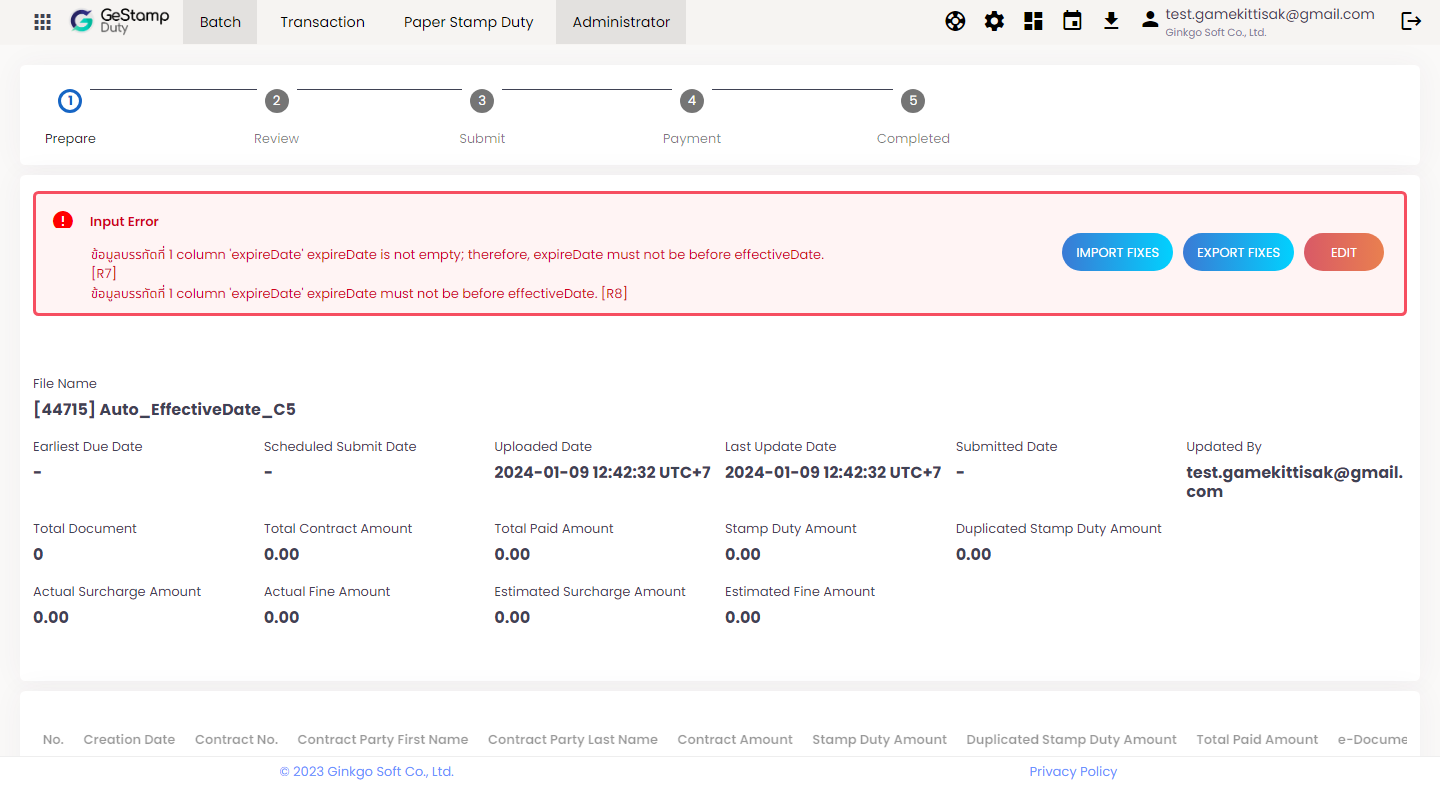 GeStamp
Duty
Batch
Transaction
Paper Stamp Duty
Administrator
test.gamekittisak@gmail.com
Ginkgo Soft Co., Ltd.
1
2
3
4
5
Prepare
Review
Submit
Payment
Completed
Input Error
ข้อมูลบรรทัดที่ 1 column 'expireDate' expireDate is not empty; therefore, expireDate must not be before effectiveDate.
[R7]
ข้อมูลบรรทัดที่ 1 column 'expireDate' expireDate must not be before effectiveDate. [R8]
IMPORT FIXES
EXPORT FIXES
EDIT
File Name
[44715] Auto_EffectiveDate_C5
Earliest Due Date
Scheduled Submit Date
Uploaded Date
Last Update Date
Submitted Date
Updated By
-
-
2024-01-09 12:42:32 UTC+7
2024-01-09 12:42:32 UTC+7
-
test.gamekittisak@gmail.
com
Total Document
Total Contract Amount
Total Paid Amount
Stamp Duty Amount
Duplicated Stamp Duty Amount
0
0.00
0.00
0.00
0.00
Actual Surcharge Amount
Actual Fine Amount
Estimated Surcharge Amount
Estimated Fine Amount
0.00
0.00
0.00
0.00
No.
Creation Date
Contract No.
Contract Party First Name
Contract Party Last Name
Contract Amount
Stamp Duty Amount
Duplicated Stamp Duty Amount
Total Paid Amount
e-Docume
© 2023 Ginkgo Soft Co., Ltd.
Privacy Policy